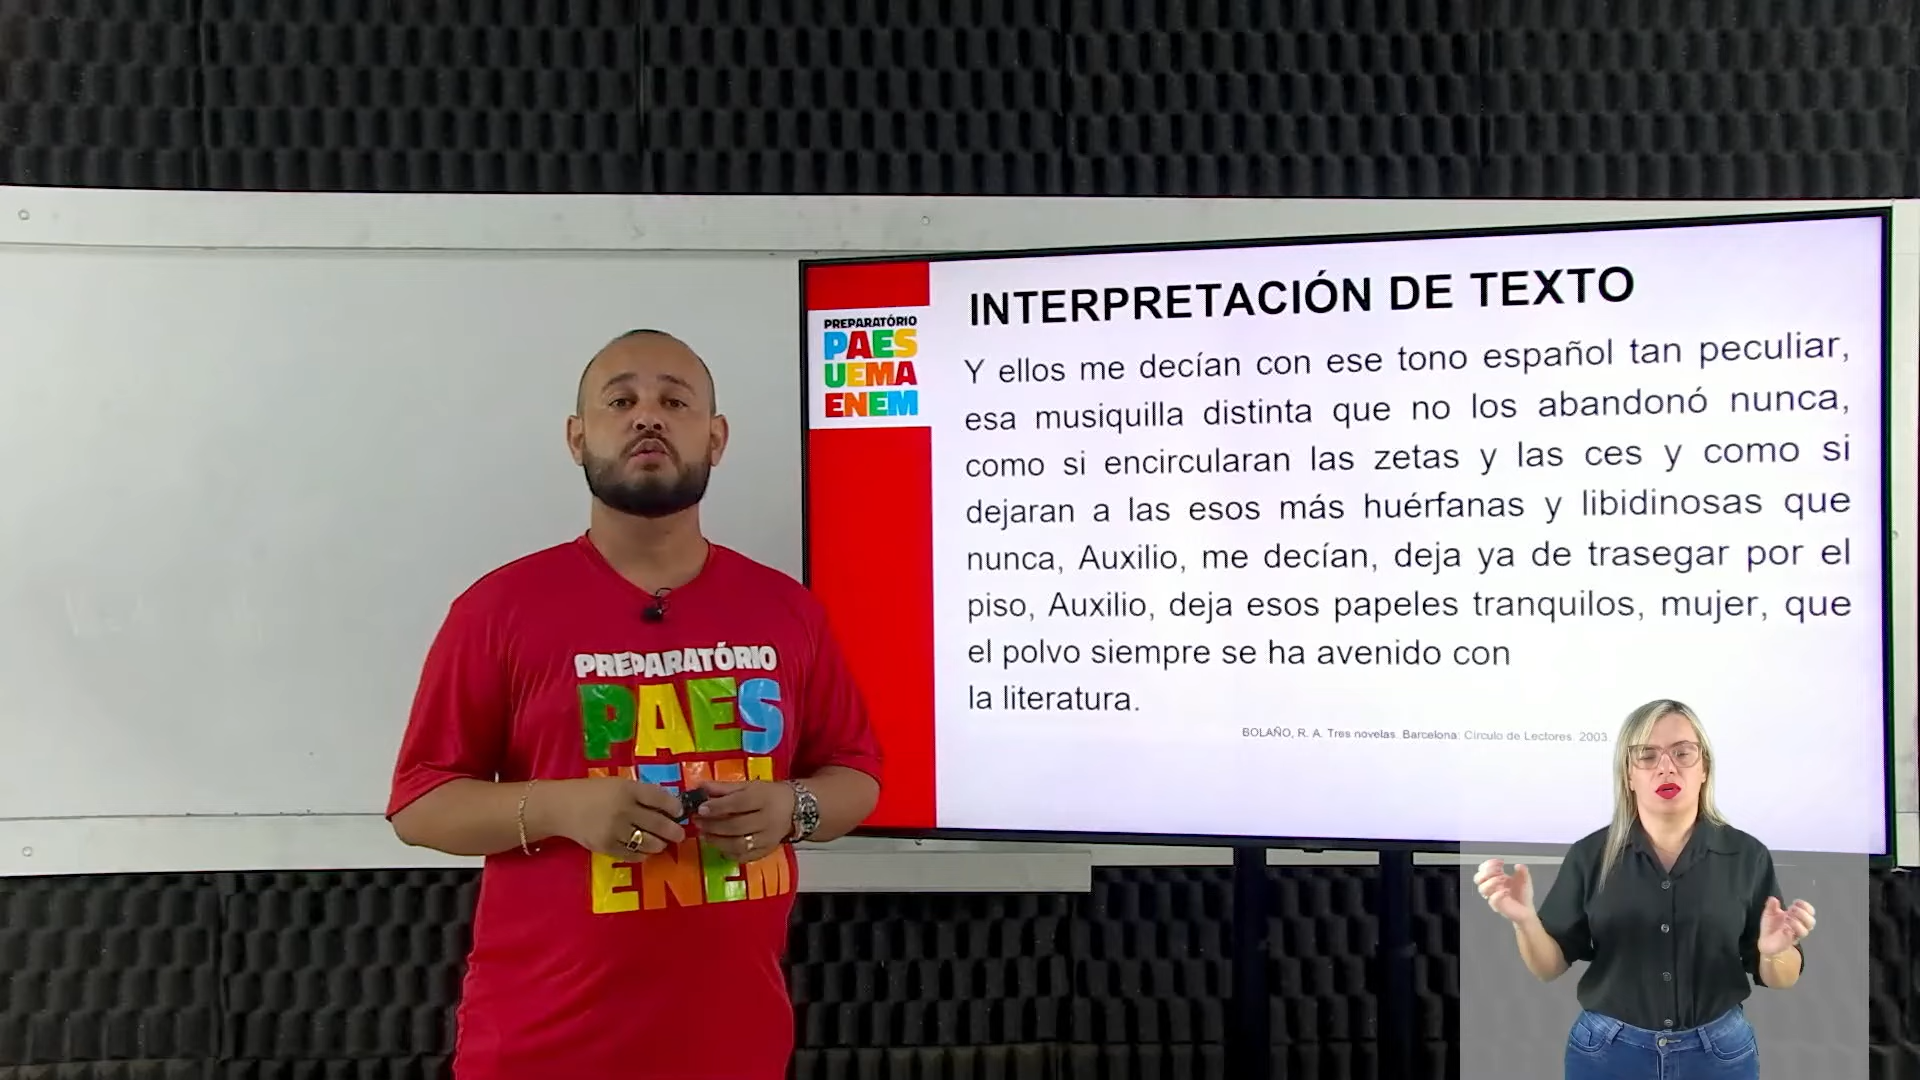 INTERPRETACIÓN DE TEXTO
PREPARATÓRIO
PAES
UEMA
ENEM
Y ellos me decían con ese tono español tan peculiar,
esa musiquilla distinta que no los abandonó nunca,
como si encircularan las zetas y las ces y como si
dejaran a las esos más huérfanas y libidinosas que
nunca, Auxilio, me decían, deja ya de trasegar por el
piso, Auxilio, deja esos papeles tranquilos, mujer, que
el polvo siempre se ha avenido con
la literatura.
BOLAÑO, R. A. Tres novelas. Barcelona: Círculo de Lectores. 2003.
PREPARATÓRIO
PAES
UEMA
ENEM